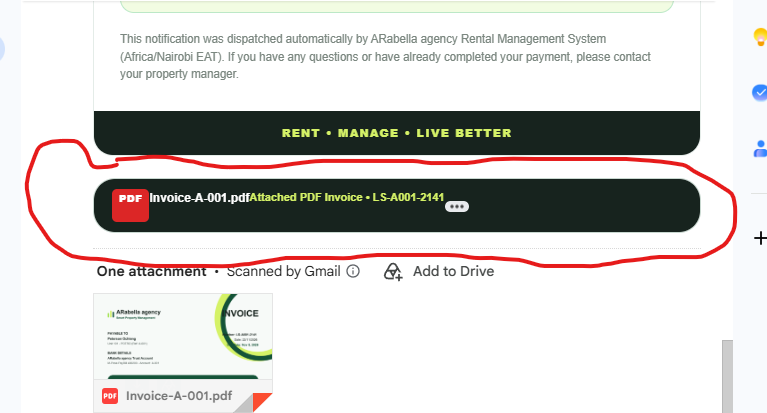 This notification was dispatched automatically by ARabella agency Rental Management System
(Africa/Nairobi EAT). If you have any questions or have already completed your payment, please contact
your property manager.
RENT • MANAGE • LIVE BETTER
PDF Invoice-A-001.pdf Attached PDF Invoice • LS-A001-2141
One attachment • Scanned by Gmail
Add to Drive
ARabella agency
INVOICE
PAYABLE TO
BANK DETAILS
PDF Invoice-A-001.pdf